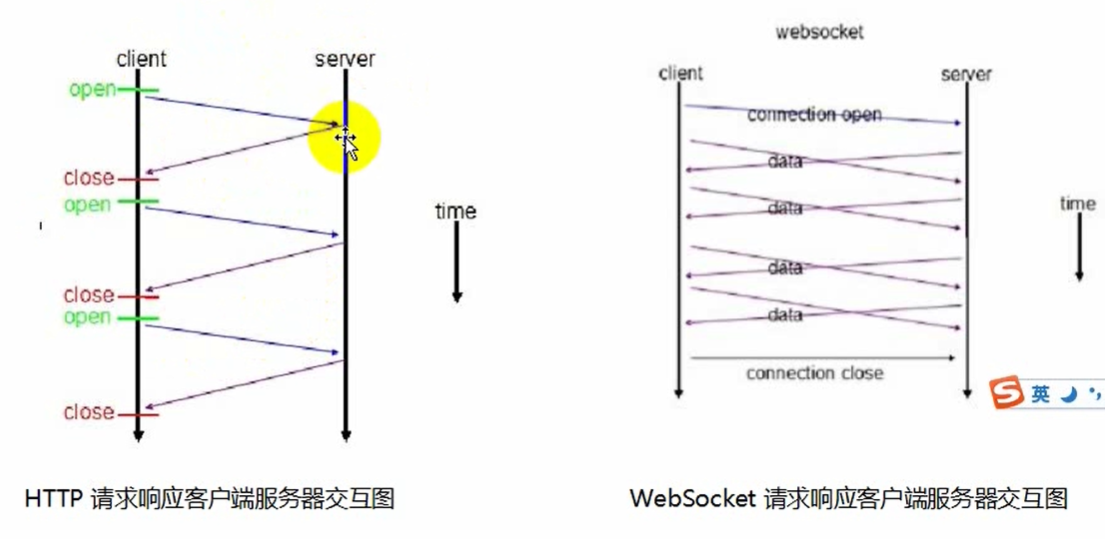 client
server
open
close
open
close
open
close
time
HTTP 请求响应客户端服务器交互图
websocket
client
server
connection open
data
data
data
data
connection close
time
英
WebSocket 请求响应客户端服务器交互图